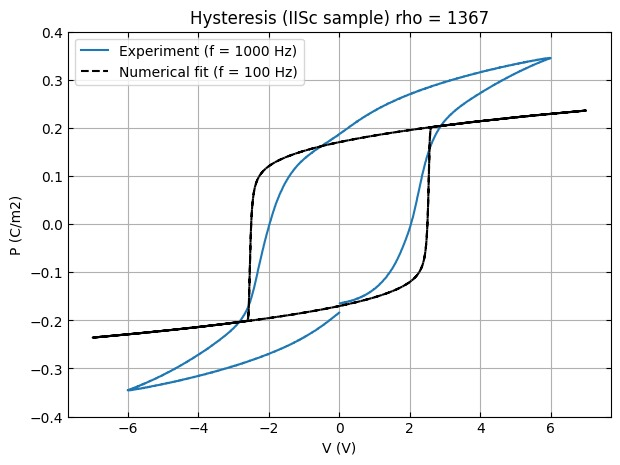 Hysteresis (IISc sample) rho = 1367
Experiment (f = 1000 Hz)
Numerical fit (f = 100 Hz)
P (C/m2)
0.4
0.3
0.2
0.1
0.0
−0.1
−0.2
−0.3
−0.4
−6 −4 −2 0 2 4 6
V (V)